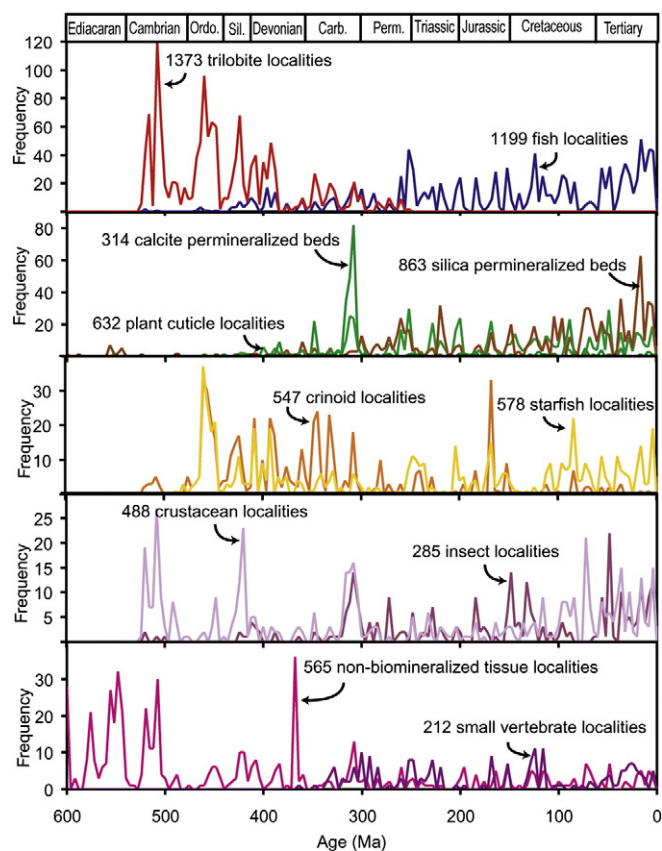 Ediacaran Cambrian Ordo. Sil. Devonian Carb. Perm. Triassic Jurassic Cretaceous Tertiary
120
100
80
60
40
20
Frequency
1373 trilobite localities
1199 fish localities
80
60
40
20
Frequency
314 calcite permineralized beds
863 silica permineralized beds
632 plant cuticle localities
30
20
10
Frequency
547 crinoid localities
578 starfish localities
25
20
15
10
5
Frequency
488 crustacean localities
285 insect localities
30
20
10
0
Frequency
565 non-biomineralized tissue localities
212 small vertebrate localities
600 500 400 300 200 100 0
Age (Ma)